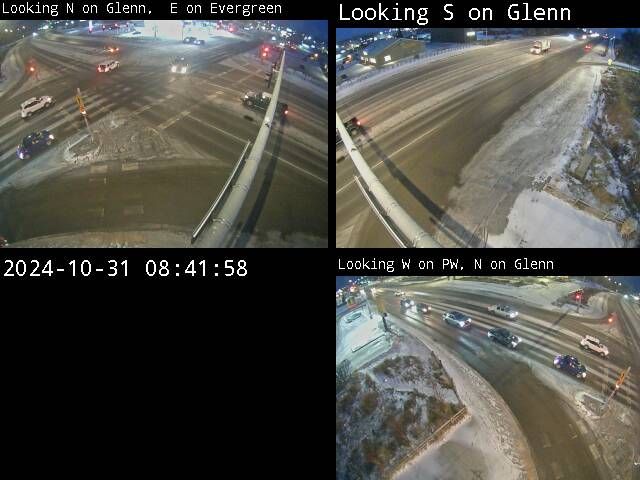 Looking N on Glenn,  E on Evergreen
Looking S on Glenn
2024-10-31 08:41:58
Looking W on PW, N on Glenn